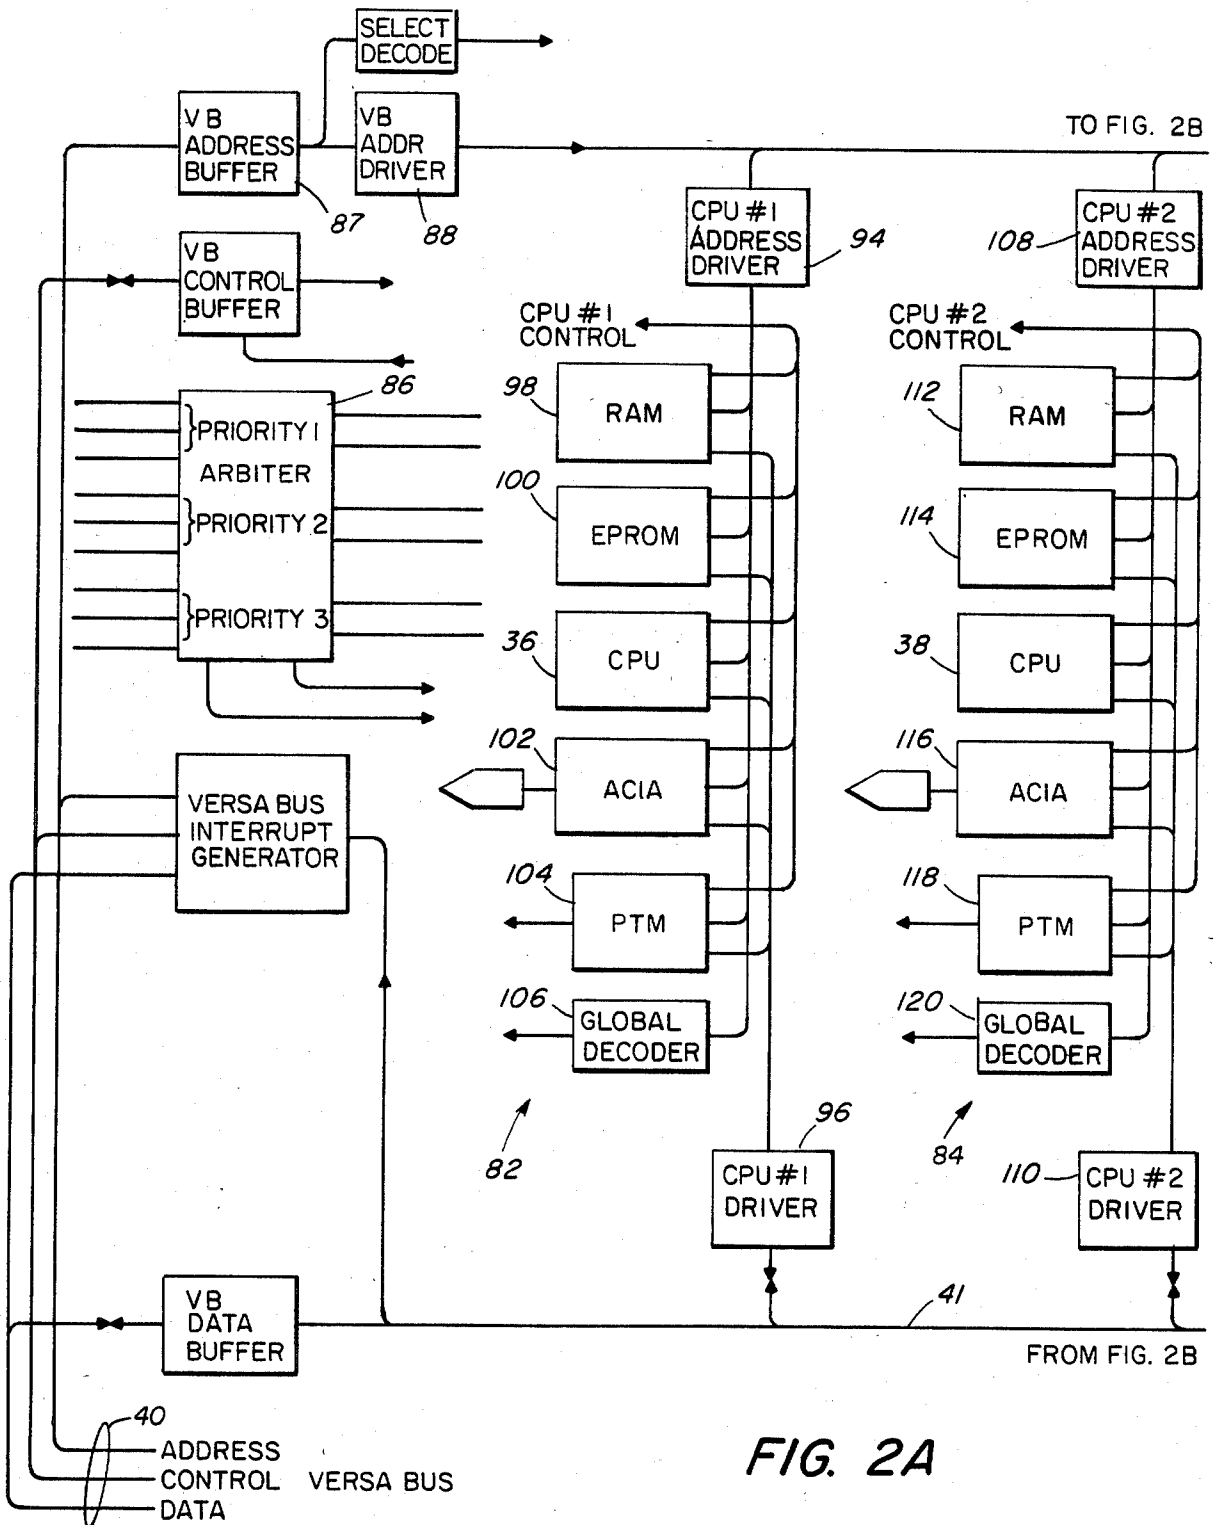 SELECT
DECODE
VB
ADDRESS
BUFFER
87
VB
ADDR
DRIVER
88
TO FIG. 2B
CPU #1
ADDRESS
DRIVER
94
CPU #2
ADDRESS
DRIVER
108
VB
CONTROL
BUFFER
CPU #1
CONTROL
CPU #2
CONTROL
86
PRIORITY 1
ARBITER
PRIORITY 2
PRIORITY 3
98
RAM
112
RAM
100
EPROM
114
EPROM
36
CPU
38
CPU
102
ACIA
116
ACIA
VERSA BUS
INTERRUPT
GENERATOR
104
PTM
118
PTM
106
GLOBAL
DECODER
120
GLOBAL
DECODER
82
84
96
CPU #1
DRIVER
110
CPU #2
DRIVER
VB
DATA
BUFFER
41
FROM FIG. 2B
40
ADDRESS
CONTROL VERSA BUS
DATA
FIG. 2A